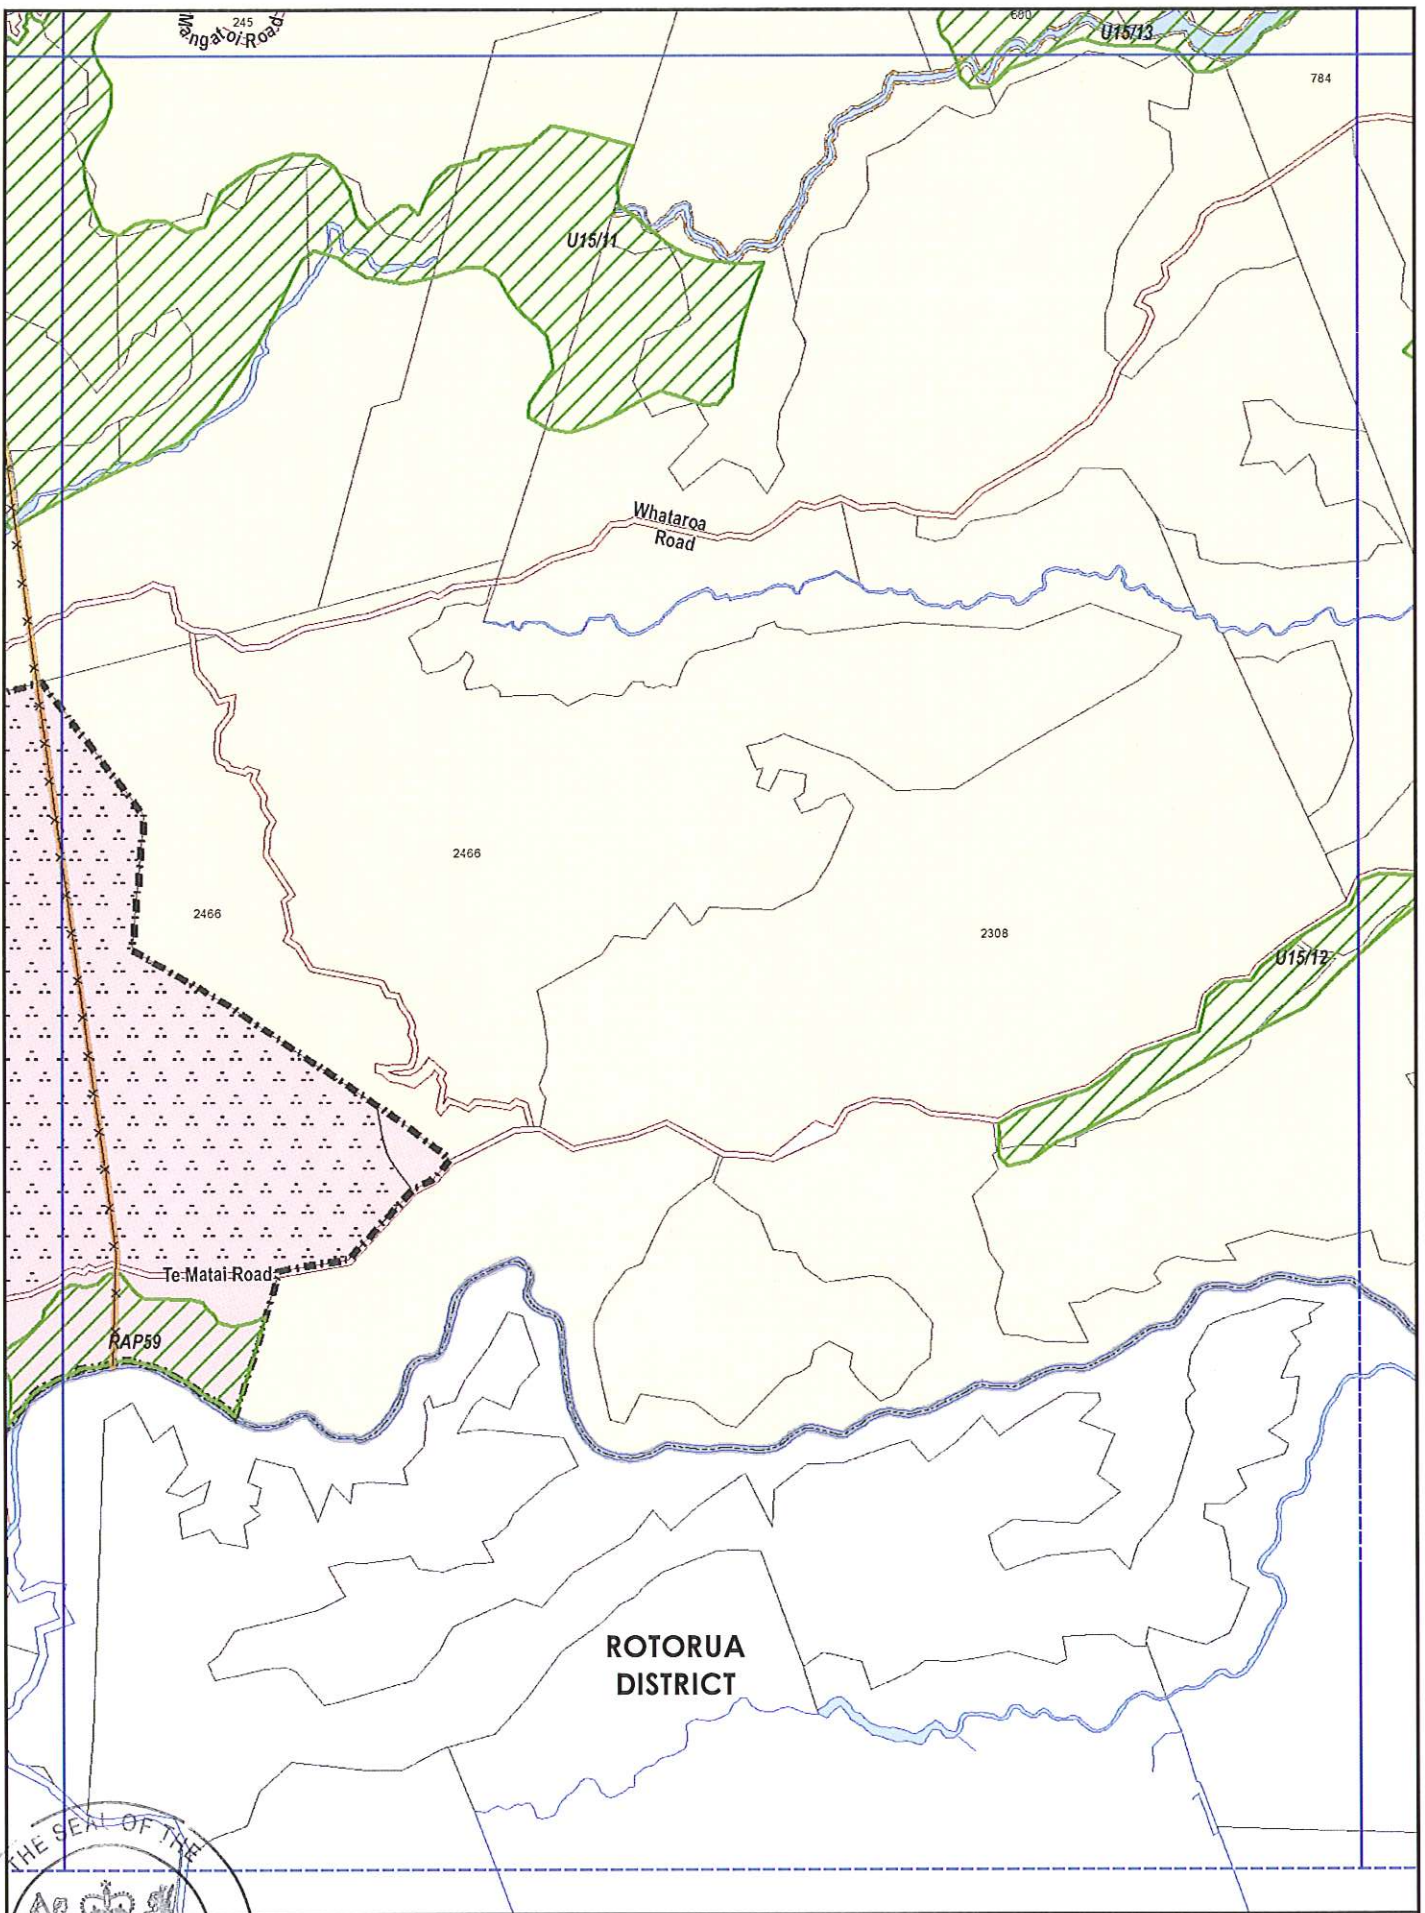 245
Mangatoi Road
680
U15/13
784
U15/11
Whataroa
Road
2466
2466
2308
U15/12
Te Matai Road
RAP59
ROTORUA
DISTRICT
THE SEAL OF THE